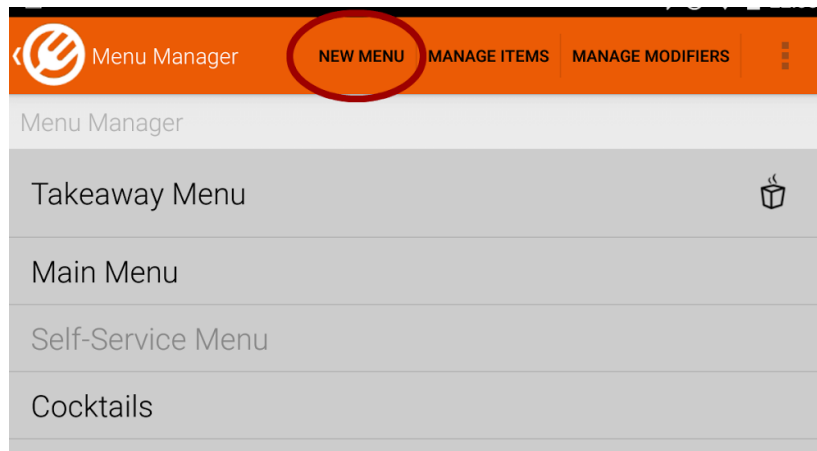 Menu Manager NEW MENU MANAGE ITEMS MANAGE MODIFIERS
Menu Manager
Takeaway Menu
Main Menu
Self-Service Menu
Cocktails